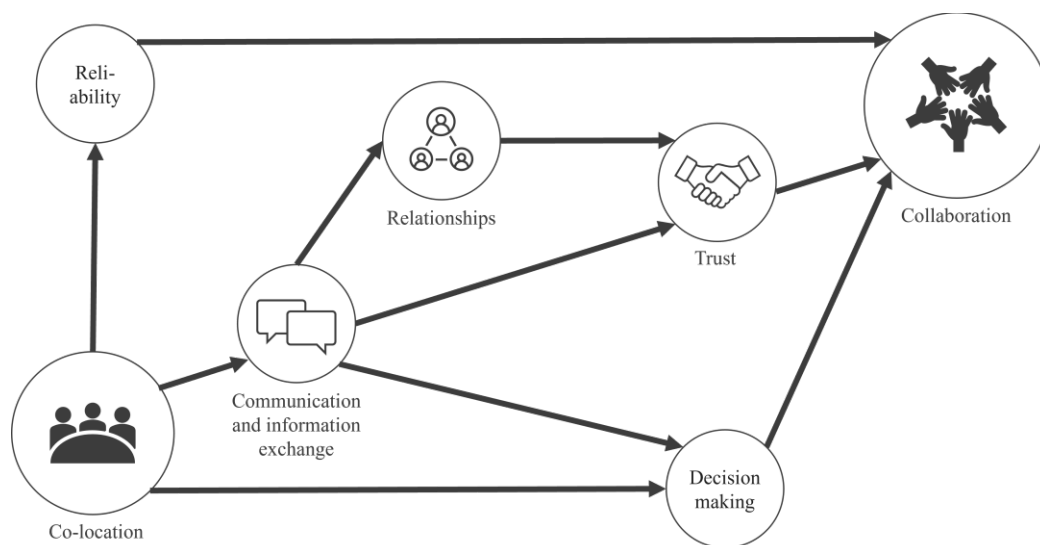 Reli-
ability
Relationships
Trust
Collaboration
Communication
and information
exchange
Decision
making
Co-location